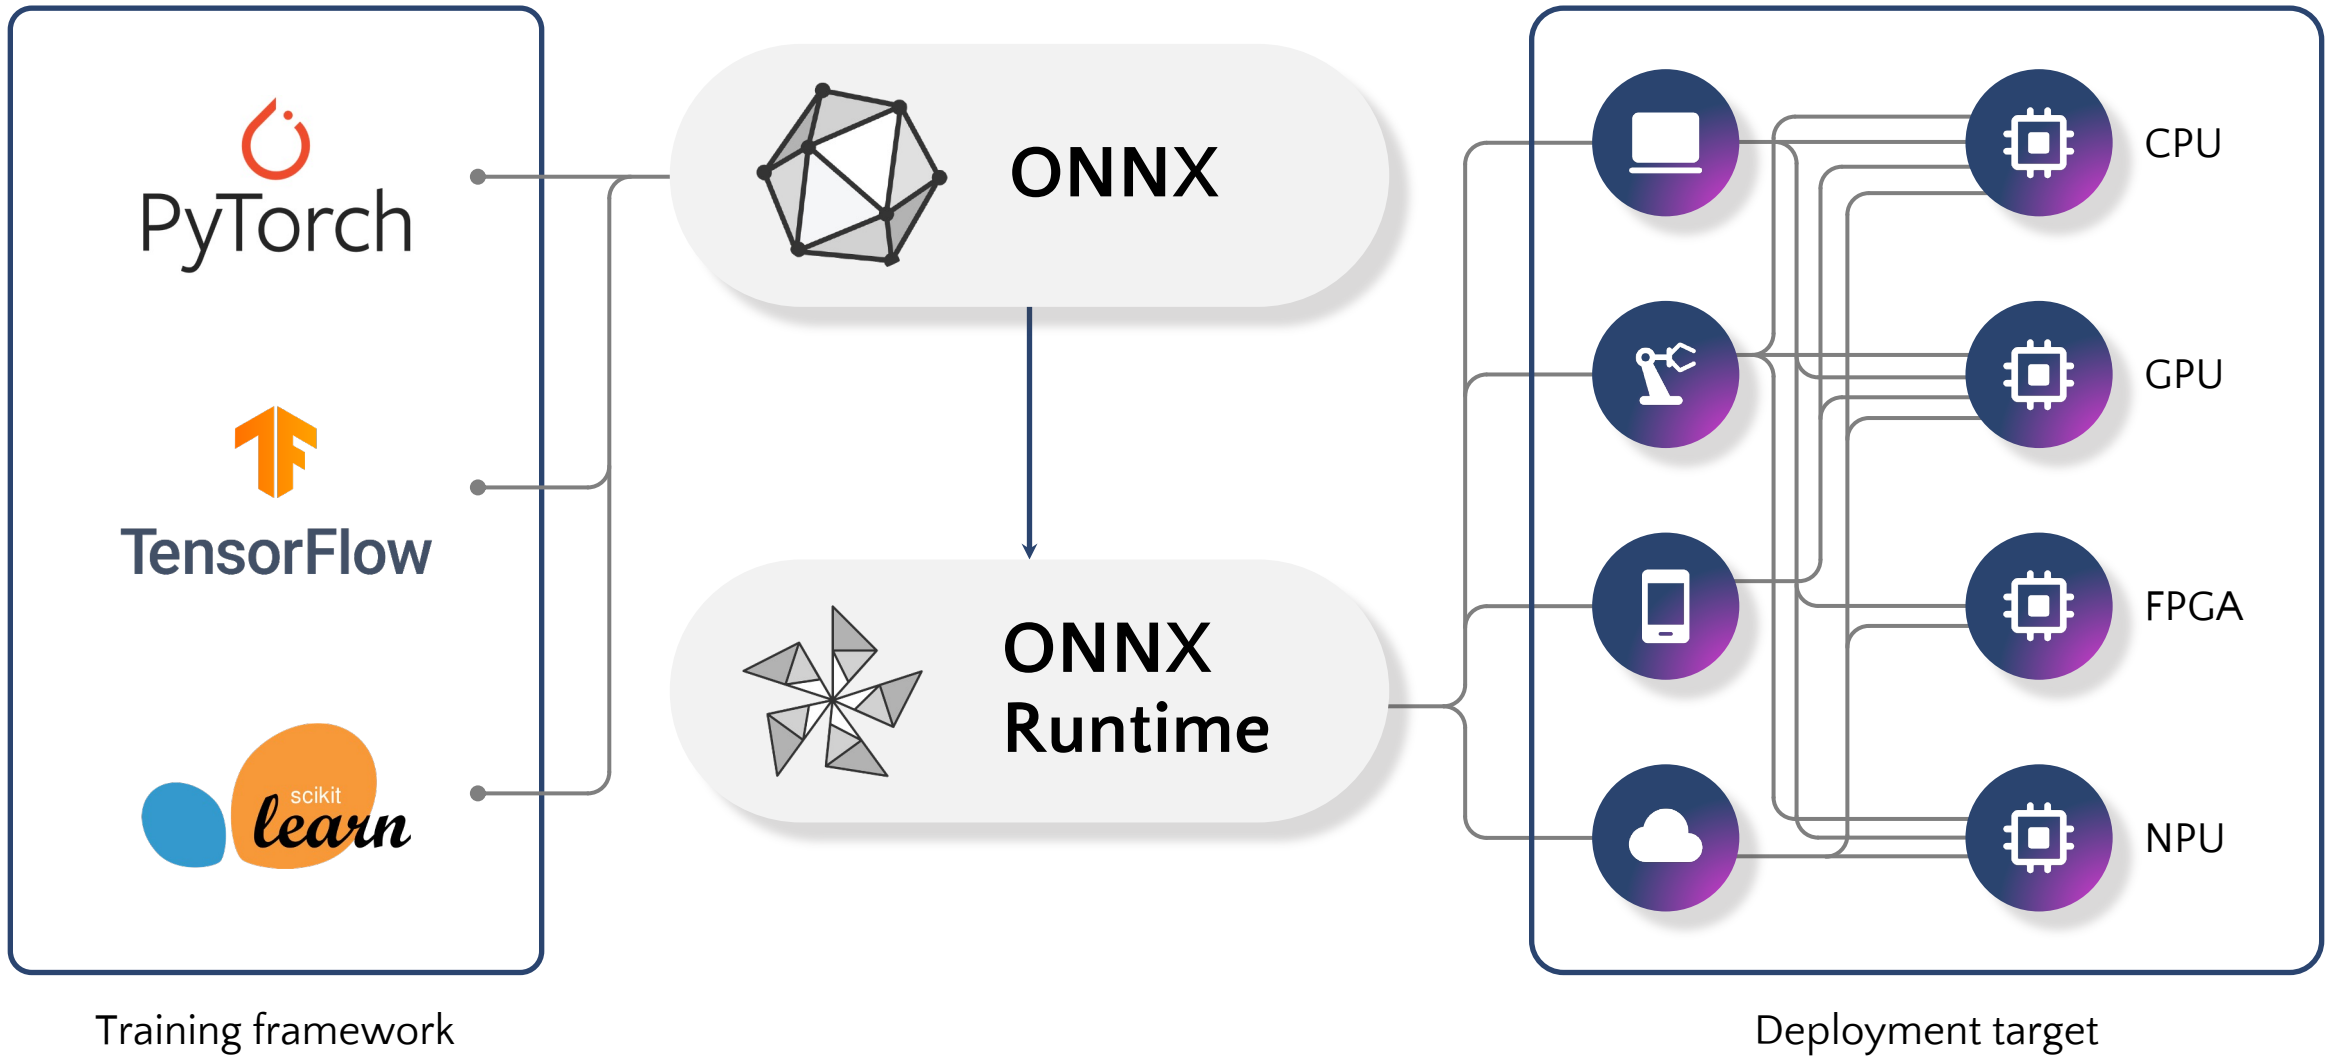 PyTorch
TensorFlow
scikit
learn
Training framework
ONNX
ONNX
Runtime
CPU
GPU
FPGA
NPU
Deployment target